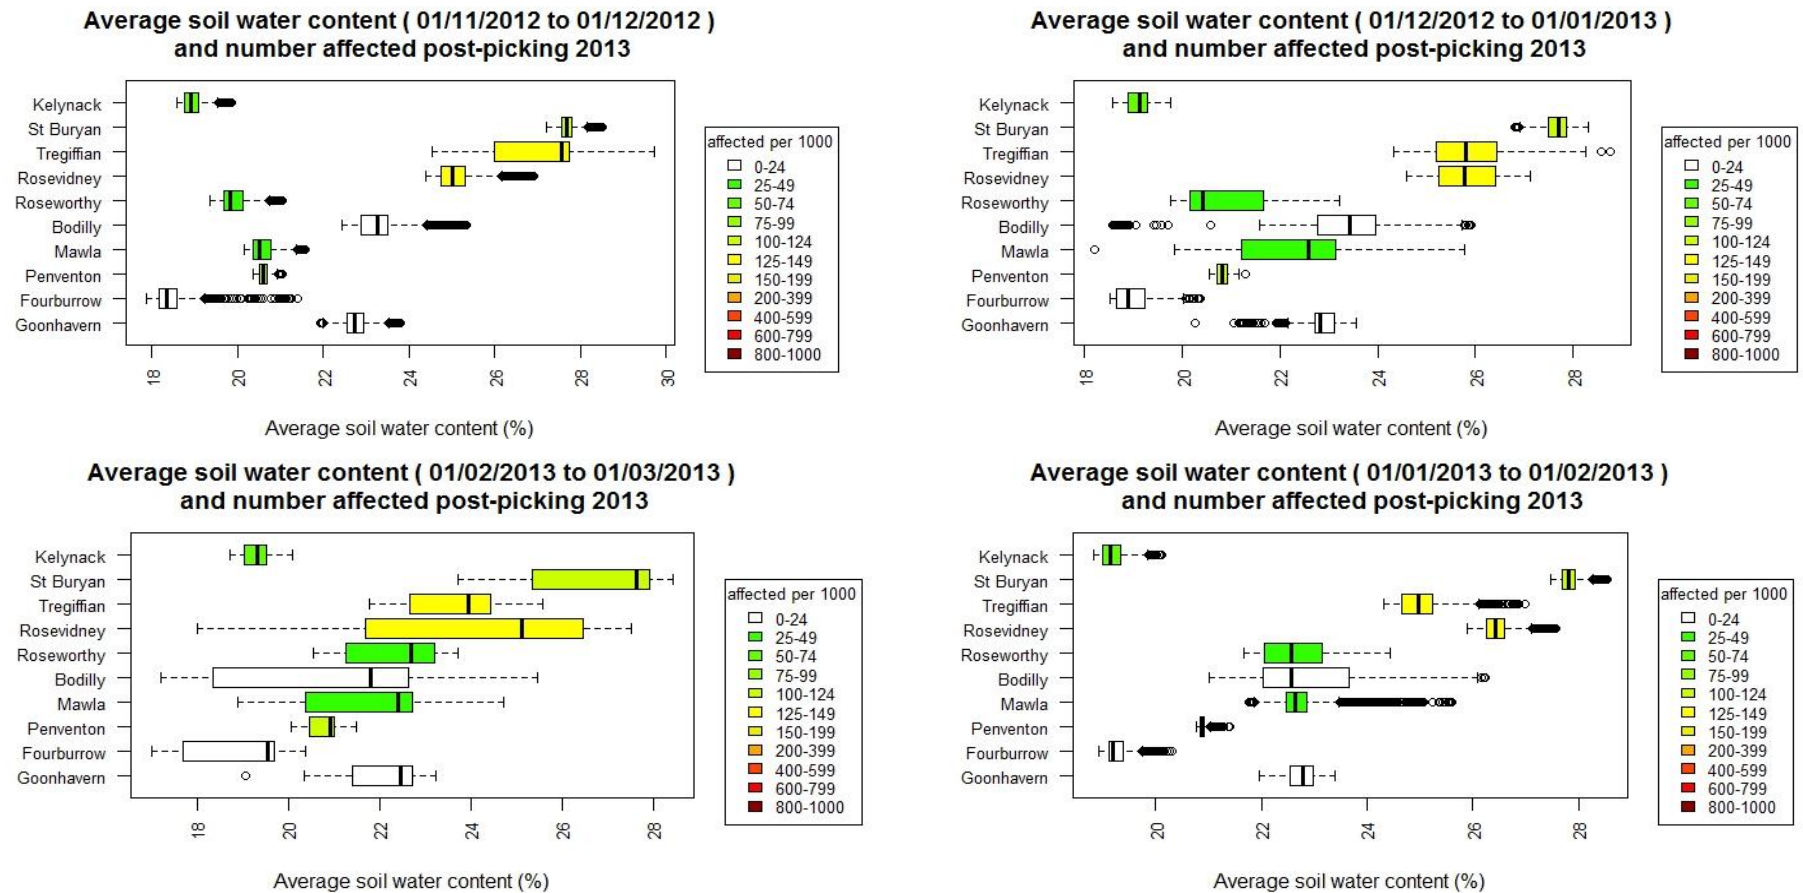 Average soil water content ( 01/11/2012 to 01/12/2012 )
and number affected post-picking 2013
Kelynack
St Buryan
Tregiffian
Rosevidney
Roseworthy
Bodilly
Mawla
Penventon
Fourburrow
Goonhavern
18
20
22
24
26
28
30
Average soil water content (%)
affected per 1000
0-24
25-49
50-74
75-99
100-124
125-149
150-199
200-399
400-599
600-799
800-1000
Average soil water content ( 01/12/2012 to 01/01/2013 )
and number affected post-picking 2013
Kelynack
St Buryan
Tregiffian
Rosevidney
Roseworthy
Bodilly
Mawla
Penventon
Fourburrow
Goonhavern
18
20
22
24
26
28
Average soil water content (%)
affected per 1000
0-24
25-49
50-74
75-99
100-124
125-149
150-199
200-399
400-599
600-799
800-1000
Average soil water content ( 01/02/2013 to 01/03/2013 )
and number affected post-picking 2013
Kelynack
St Buryan
Tregiffian
Rosevidney
Roseworthy
Bodilly
Mawla
Penventon
Fourburrow
Goonhavern
18
20
22
24
26
28
Average soil water content (%)
affected per 1000
0-24
25-49
50-74
75-99
100-124
125-149
150-199
200-399
400-599
600-799
800-1000
Average soil water content ( 01/01/2013 to 01/02/2013 )
and number affected post-picking 2013
Kelynack
St Buryan
Tregiffian
Rosevidney
Roseworthy
Bodilly
Mawla
Penventon
Fourburrow
Goonhavern
20
22
24
26
28
Average soil water content (%)
affected per 1000
0-24
25-49
50-74
75-99
100-124
125-149
150-199
200-399
400-599
600-799
800-1000